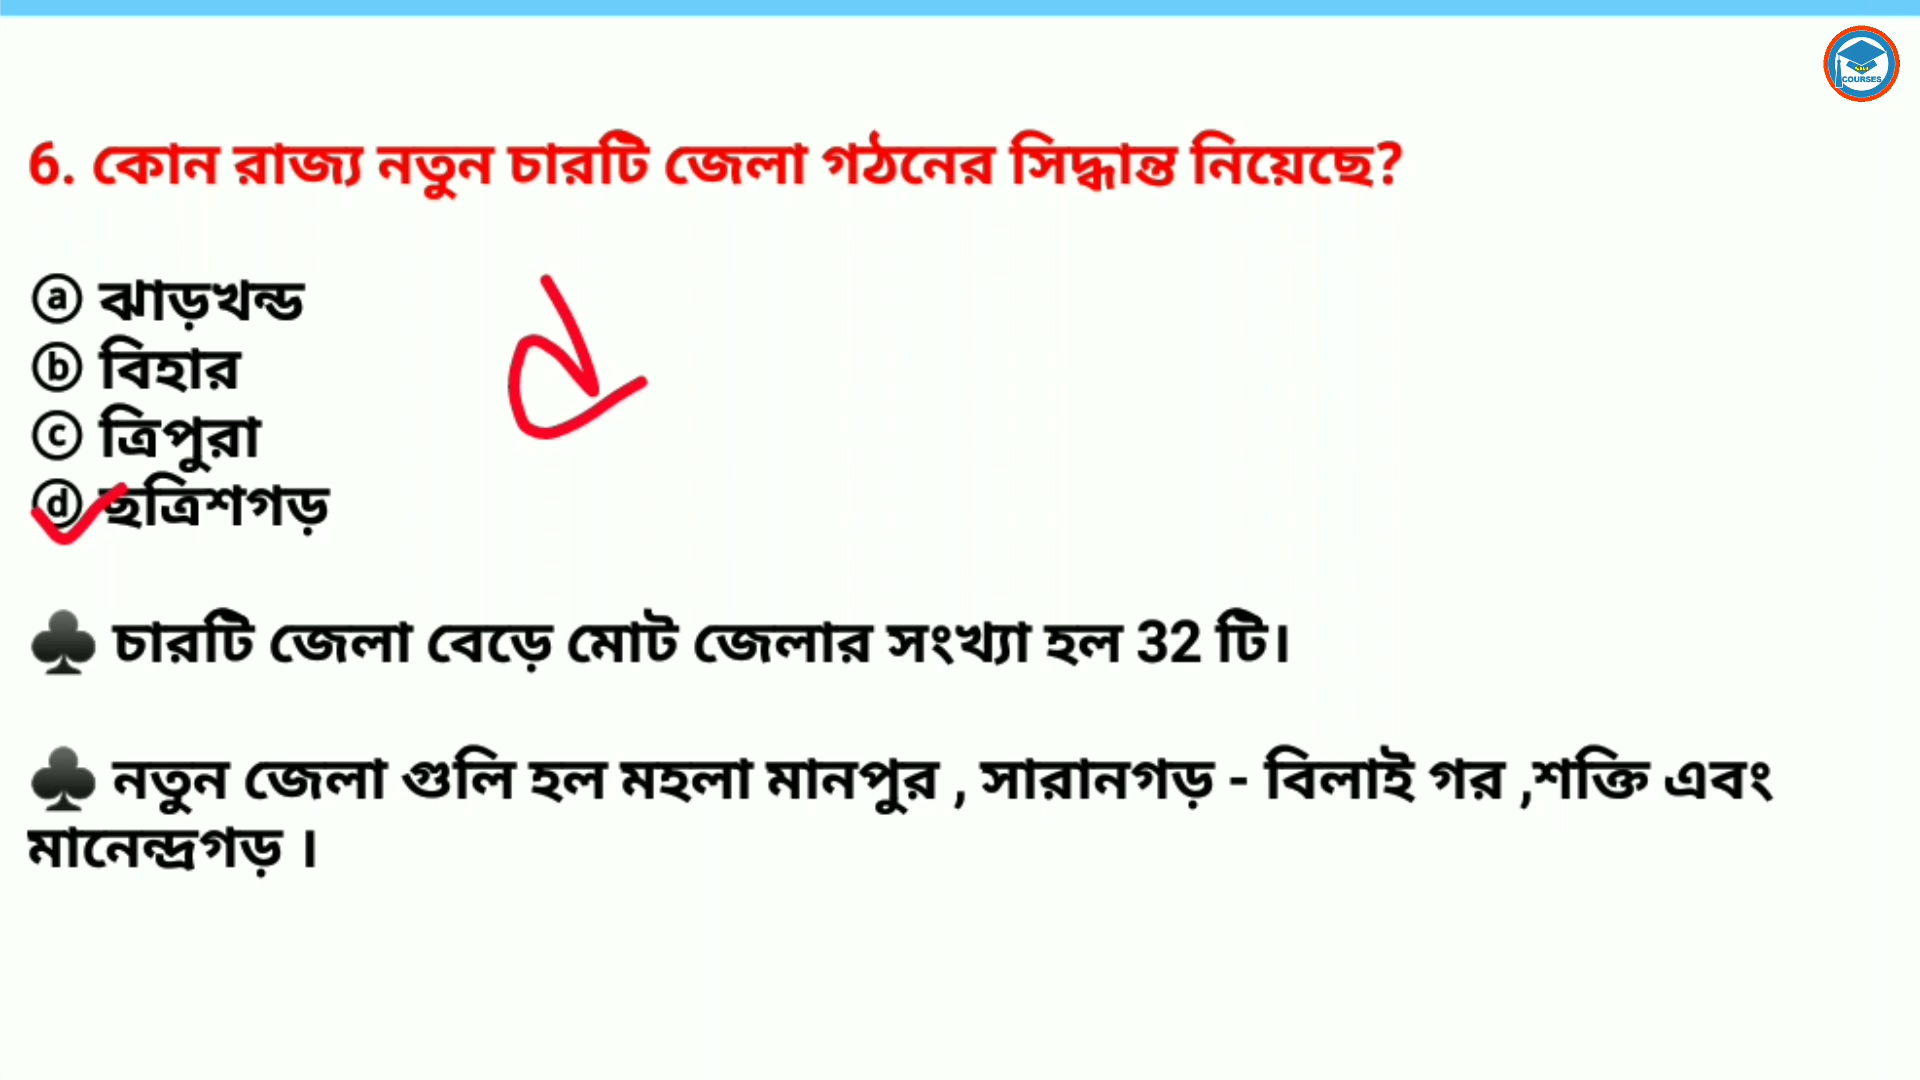 COURSES
6. কোন রাজ্য নতুন চারটি জেলা গঠনের সিদ্ধান্ত নিয়েছে?
ⓐ ঝাড়খন্ড
ⓑ বিহার
ⓒ ত্রিপুরা
ⓓ ছত্রিশগড়
d
♣ চারটি জেলা বেড়ে মোট জেলার সংখ্যা হল 32 টি।
♣ নতুন জেলা গুলি হল মহলা মানপুর , সারানগড় - বিলাই গর ,শক্তি এবং
মানেন্দ্রগড় ।